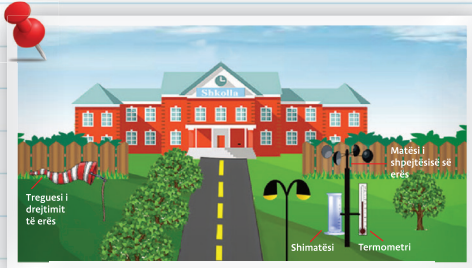 Shkolla
Matësi i
shpejtësisë së
erës
Treguesi i
drejtimit
të erës
Shimatësi
Termometri